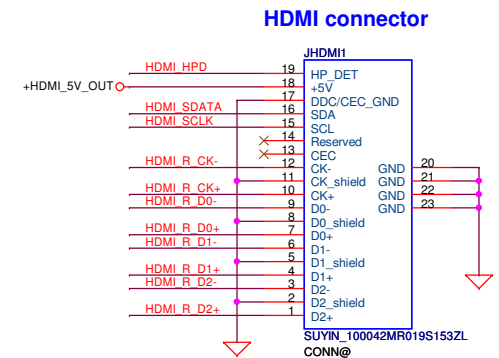 HDMI connector
JHDMI1
HDMI_HPD 19 HP_DET
+HDMI_5V_OUT 18 +5V
17 DDC/CEC_GND
HDMI_SDATA 16 SDA
HDMI_SCLK 15 SCL
14 Reserved
13 CEC
HDMI_R_CK- 12 CK- GND 20
11 CK_shield GND 21
HDMI_R_CK+ 10 CK+ GND 22
HDMI_R_D0- 9 D0- GND 23
8 D0_shield
HDMI_R_D0+ 7 D0+
HDMI_R_D1- 6 D1-
5 D1_shield
HDMI_R_D1+ 4 D1+
HDMI_R_D2- 3 D2-
2 D2_shield
HDMI_R_D2+ 1 D2+
SUYIN_100042MR019S153ZL
CONN@